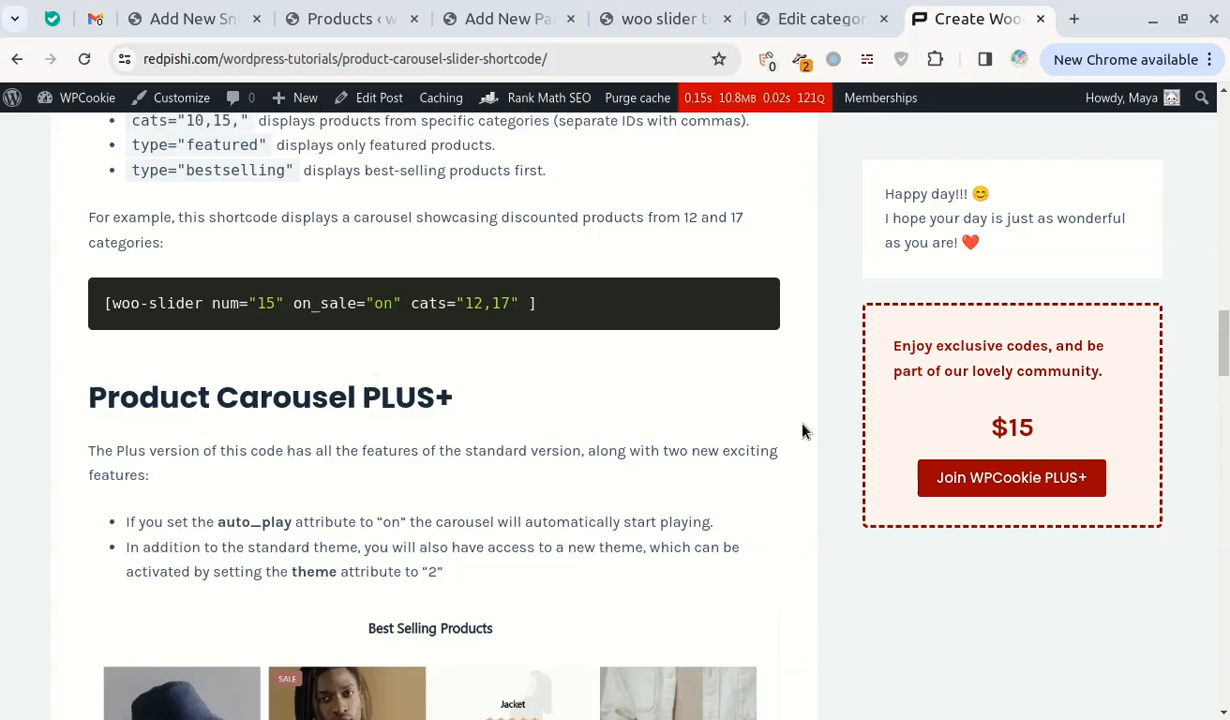 Add New Sni
Products ‹ w
Add New Pa
woo slider t
Edit catego
Create Woo
redpishi.com/wordpress-tutorials/product-carousel-slider-shortcode/
0
2
New Chrome available
WPCookie
Customize
0
New
Edit Post
Caching
Rank Math SEO
Purge cache
0.15s 10.8MB 0.02s 121Q
Memberships
Howdy, Maya
cats="10,15," displays products from specific categories (separate IDs with commas).
type="featured" displays only featured products.
type="bestselling" displays best-selling products first.
For example, this shortcode displays a carousel showcasing discounted products from 12 and 17
categories:
[woo-slider num="15" on_sale="on" cats="12,17" ]
Product Carousel PLUS+
The Plus version of this code has all the features of the standard version, along with two new exciting
features:
If you set the auto_play attribute to “on” the carousel will automatically start playing.
In addition to the standard theme, you will also have access to a new theme, which can be
activated by setting the theme attribute to “2”
Best Selling Products
SALE
Jacket
Happy day!!! 😊
I hope your day is just as wonderful
as you are! ❤️
Enjoy exclusive codes, and be
part of our lovely community.
$15
Join WPCookie PLUS+